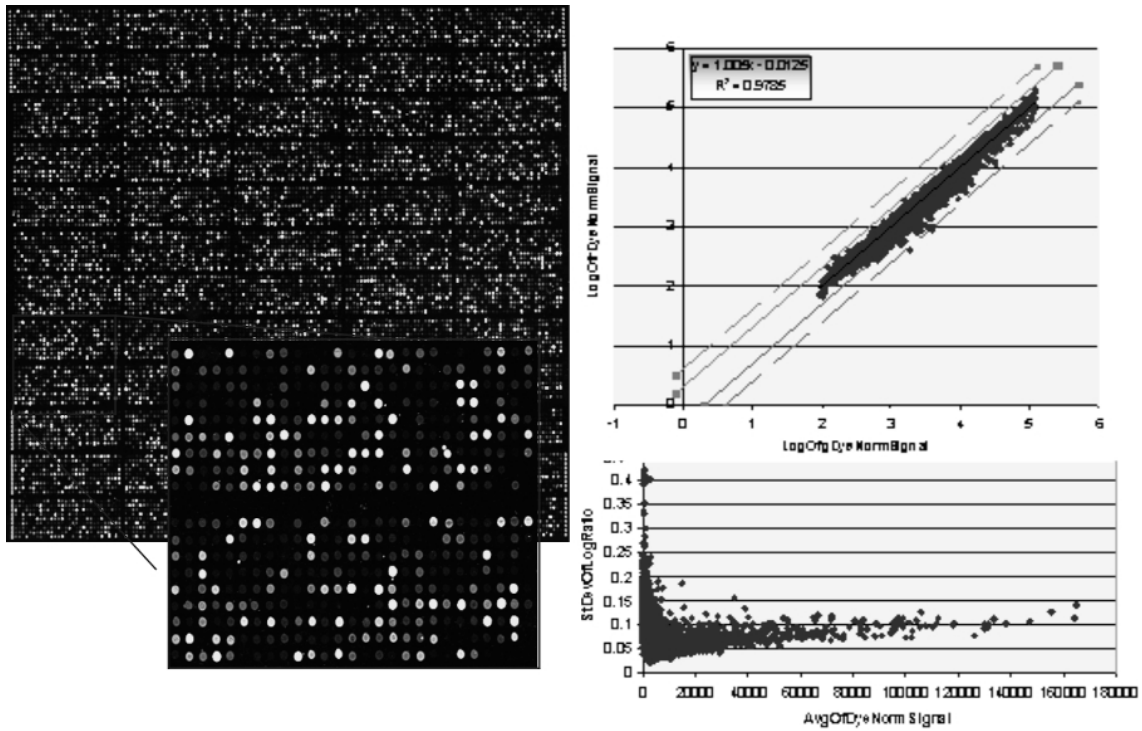 6
5
4
3
2
1
0
y = 1.009x - 0.0125
R² = 0.9785
LogOfrDyeNormSignal
-1 0 1 2 3 4 5 6
LogOfgDyeNormSignal
0.4
0.35
0.3
0.25
0.2
0.15
0.1
0.05
0
StDevOfLogRatio
0 20000 40000 60000 80000 100000 120000 140000 160000 180000
AvgOfDyeNormSignal